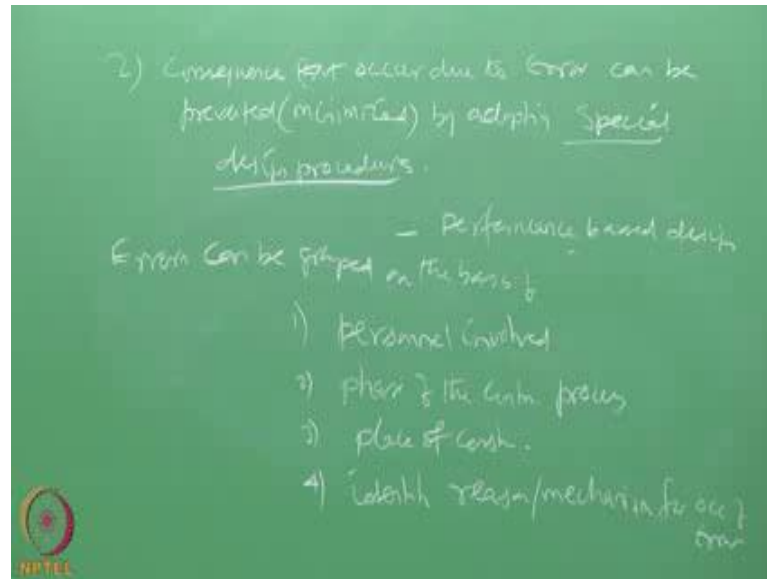 2) Consequence that occur due to Error can be
prevented (minimized) by adopting Special
design procedures.
- performance based design
Errors can be grouped on the basis of
1) personnel involved
2) phase of the constn process
3) place of constn.
4) identify reason/mechanism for occ of
error
NPTEL